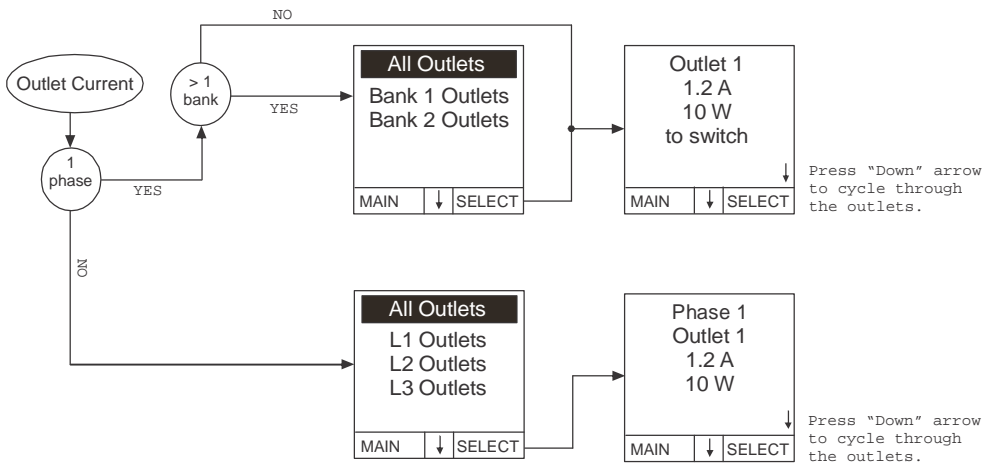 NO
Outlet Current
> 1
bank
YES
All Outlets
Bank 1 Outlets
Bank 2 Outlets
MAIN ↓ SELECT
Outlet 1
1.2 A
10 W
to switch
↓
MAIN ↓ SELECT
Press "Down" arrow
to cycle through
the outlets.
1
phase
YES
NO
All Outlets
L1 Outlets
L2 Outlets
L3 Outlets
MAIN ↓ SELECT
Phase 1
Outlet 1
1.2 A
10 W
↓
MAIN ↓ SELECT
Press "Down" arrow
to cycle through
the outlets.